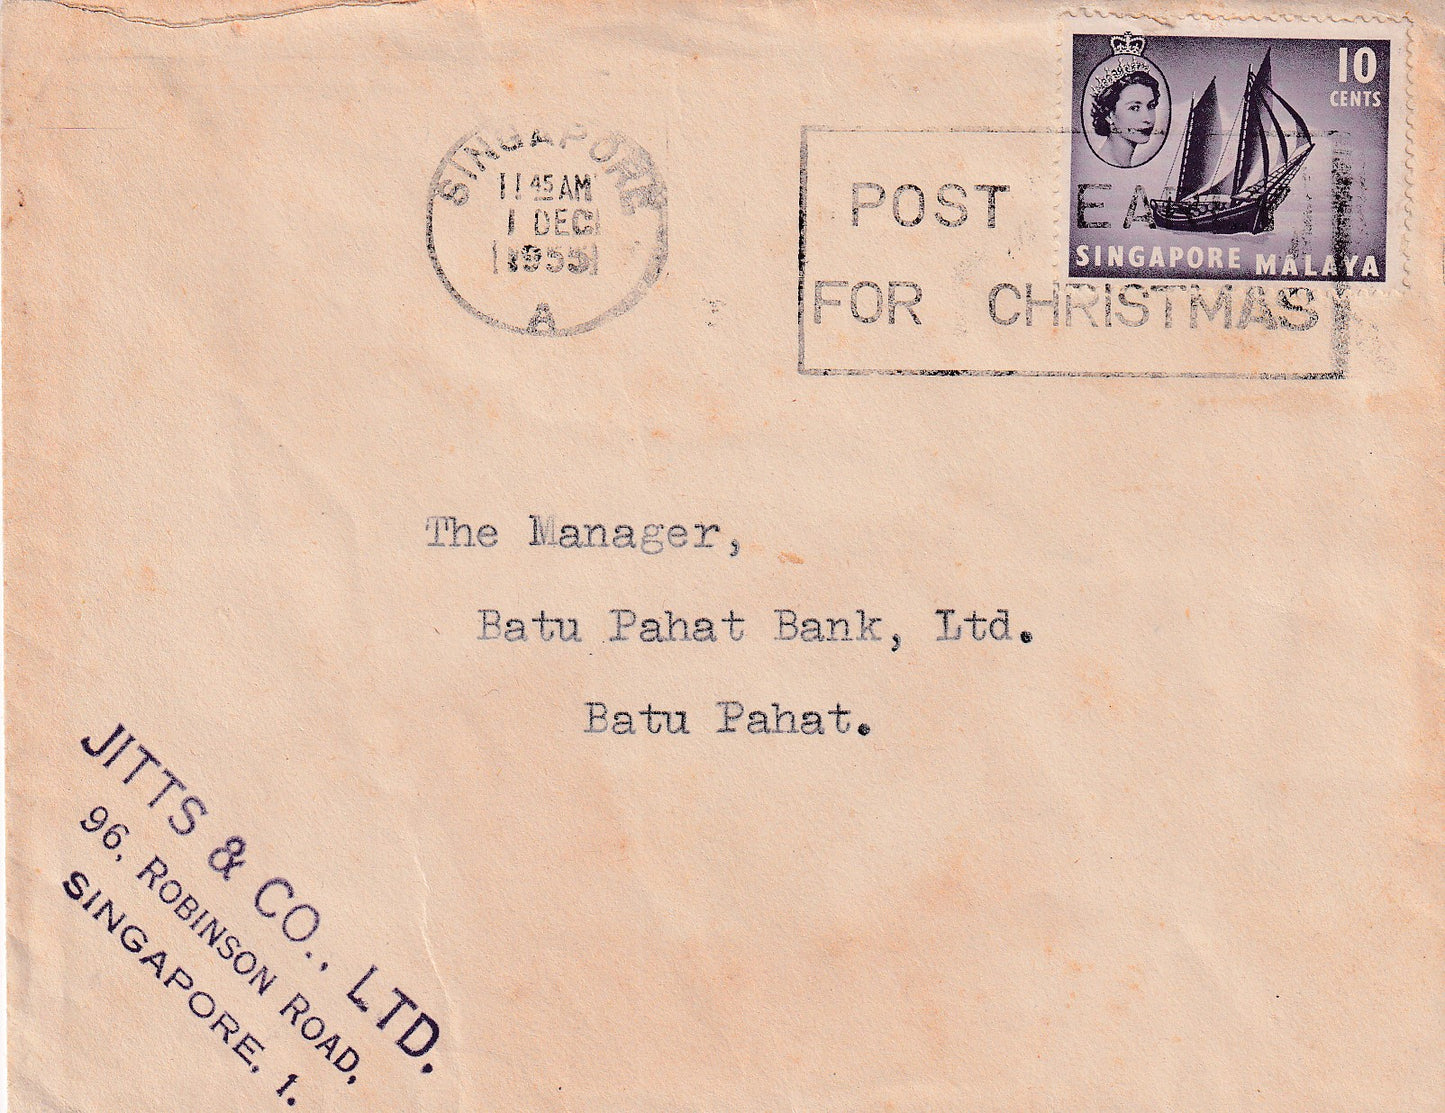 SINGAPORE
11 45 AM
1 DEC
1955
A
POST EARLY
FOR CHRISTMAS
10
CENTS
SINGAPORE MALAYA
The Manager,
Batu Pahat Bank, Ltd.
Batu Pahat.
JITTS & CO., LTD.
96, ROBINSON ROAD,
SINGAPORE, 1.